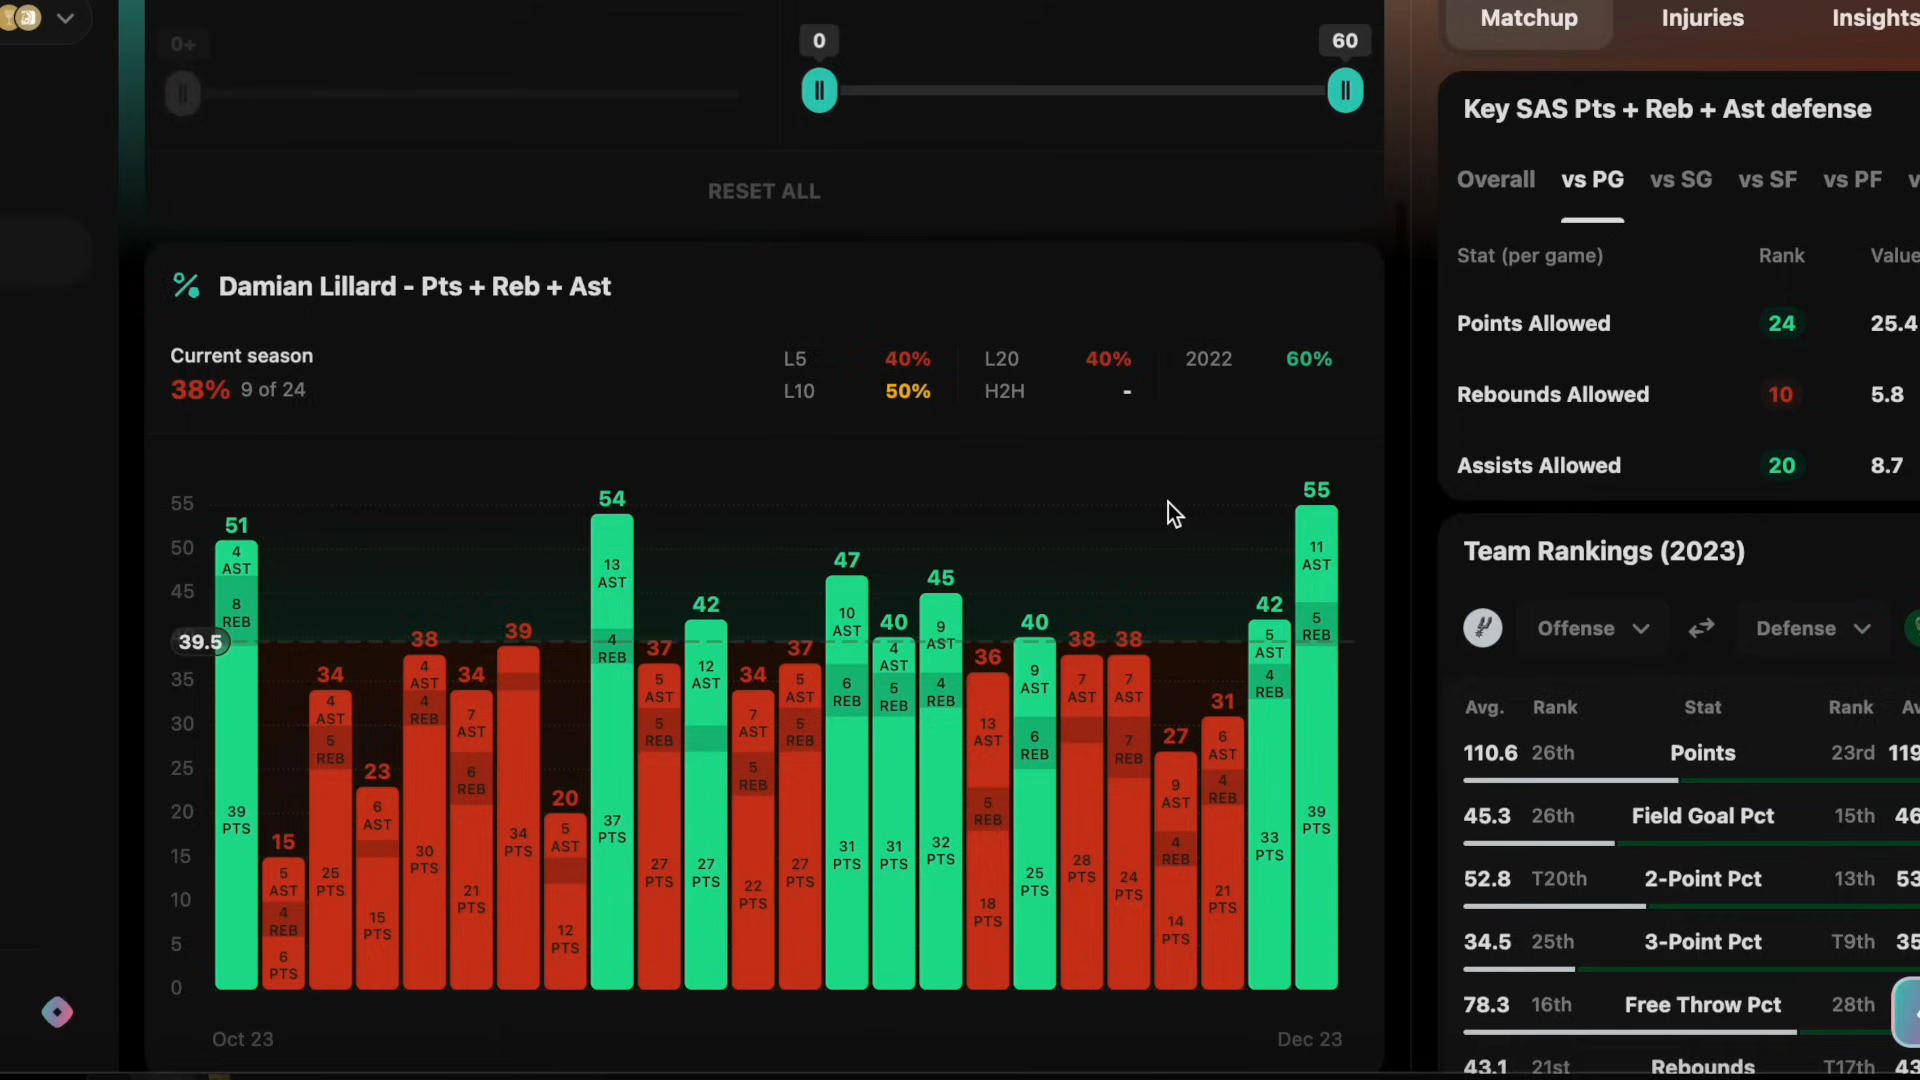 0+
0
60
RESET ALL
Damian Lillard - Pts + Reb + Ast
Current season
38% 9 of 24
L5 40% L20 40% 2022 60%
L10 50% H2H -
55
50
45
39.5
35
30
25
20
15
10
5
0
51
4 AST
8 REB
39 PTS
15
5 AST
4 REB
6 PTS
34
4 AST
5 REB
25 PTS
23
6 AST
15 PTS
38
4 AST
4 REB
30 PTS
34
7 AST
6 REB
21 PTS
39
34 PTS
20
5 AST
12 PTS
54
13 AST
4 REB
37 PTS
37
5 AST
5 REB
27 PTS
42
12 AST
27 PTS
34
7 AST
5 REB
22 PTS
37
5 AST
5 REB
27 PTS
47
10 AST
6 REB
31 PTS
40
4 AST
5 REB
31 PTS
45
9 AST
4 REB
32 PTS
36
13 AST
5 REB
18 PTS
40
9 AST
6 REB
25 PTS
38
7 AST
28 PTS
38
7 AST
7 REB
24 PTS
27
9 AST
4 REB
14 PTS
31
6 AST
4 REB
21 PTS
42
5 AST
4 REB
33 PTS
55
11 AST
5 REB
39 PTS
Oct 23
Dec 23
Matchup Injuries Insights
Key SAS Pts + Reb + Ast defense
Overall vs PG vs SG vs SF vs PF v
Stat (per game) Rank Value
Points Allowed 24 25.4
Rebounds Allowed 10 5.8
Assists Allowed 20 8.7
Team Rankings (2023)
Offense Defense
Avg. Rank Stat Rank Av
110.6 26th Points 23rd 119
45.3 26th Field Goal Pct 15th 46
52.8 T20th 2-Point Pct 13th 53
34.5 25th 3-Point Pct T9th 35
78.3 16th Free Throw Pct 28th
43.1 21st Rebounds T17th 43